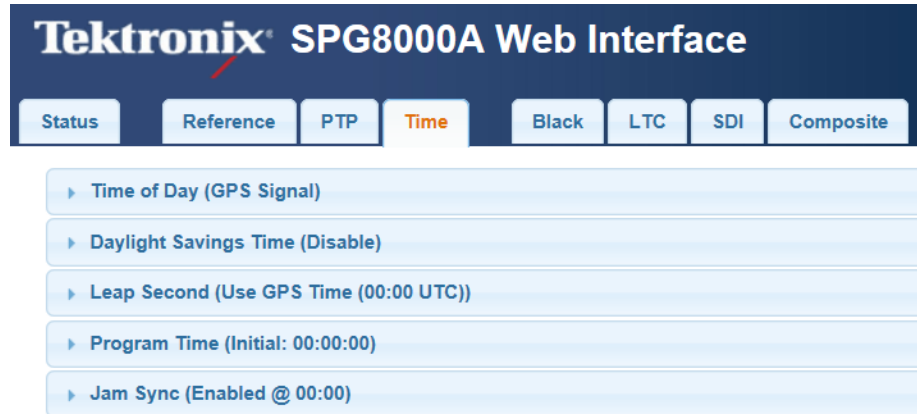 Tektronix SPG8000A Web Interface
Status Reference PTP Time Black LTC SDI Composite
Time of Day (GPS Signal)
Daylight Savings Time (Disable)
Leap Second (Use GPS Time (00:00 UTC))
Program Time (Initial: 00:00:00)
Jam Sync (Enabled @ 00:00)